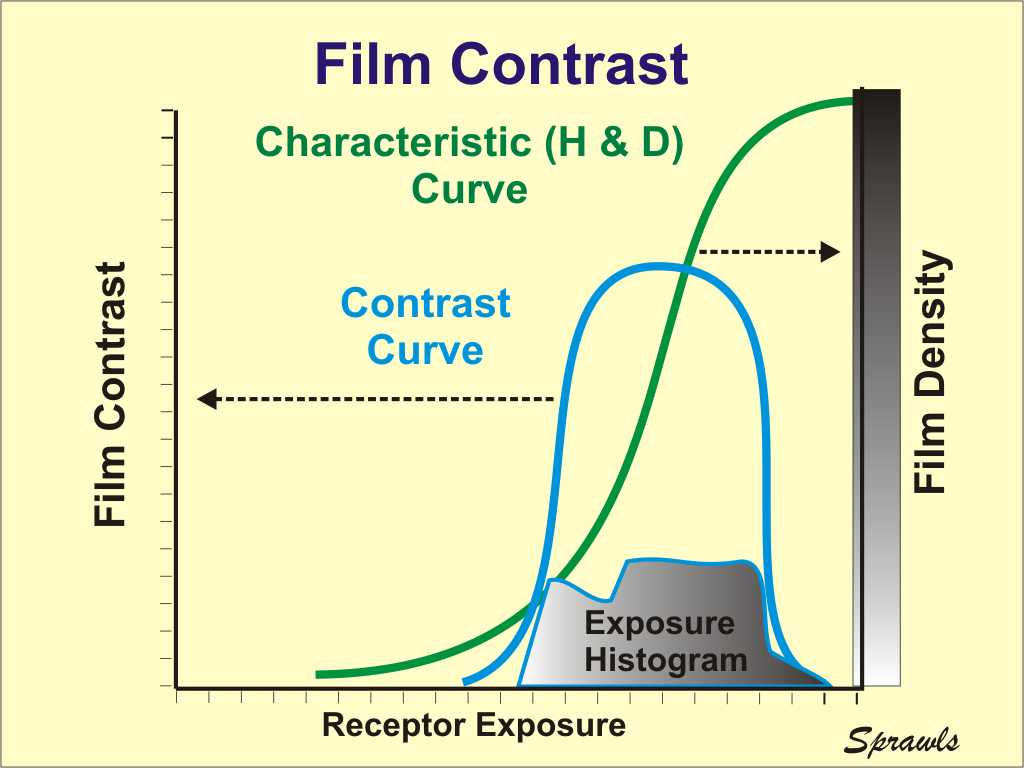 Film Contrast
Characteristic (H & D)
Curve
Contrast
Curve
Film Contrast
Film Density
Exposure
Histogram
Receptor Exposure
Sprawls